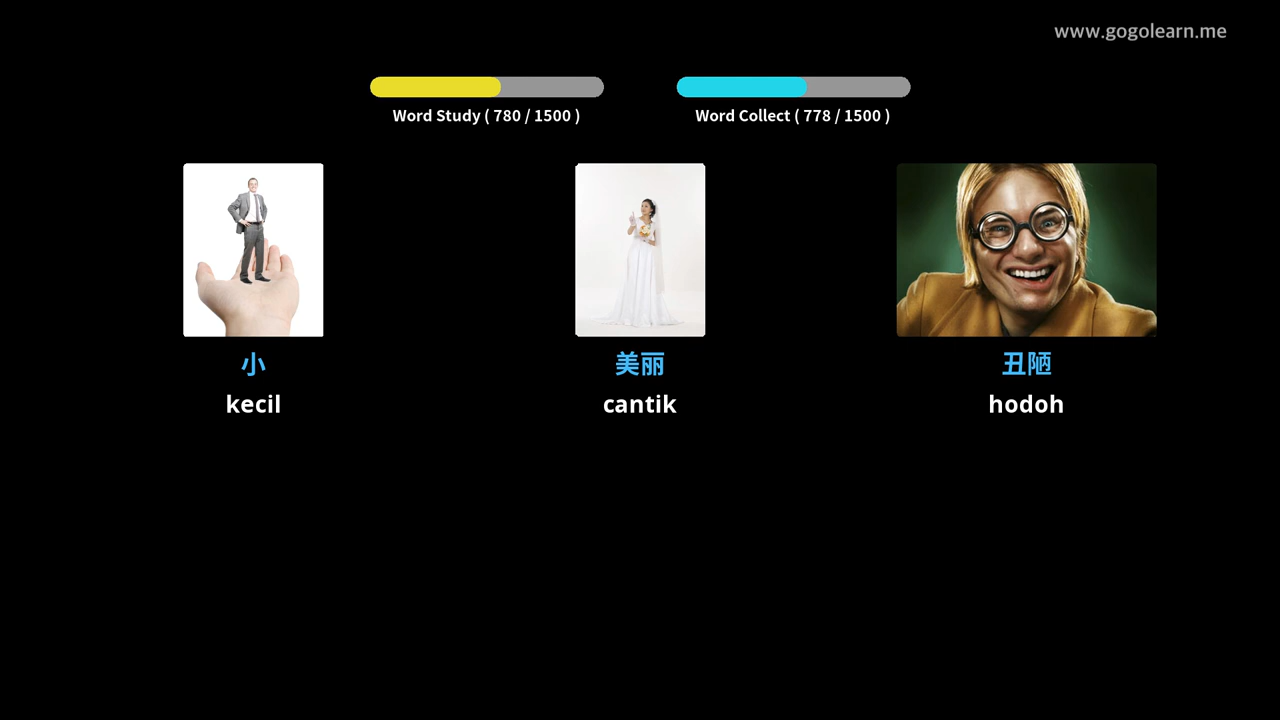 www.gogolearn.me
Word Study ( 780 / 1500 )
Word Collect ( 778 / 1500 )
小
美丽
丑陋
kecil
cantik
hodoh